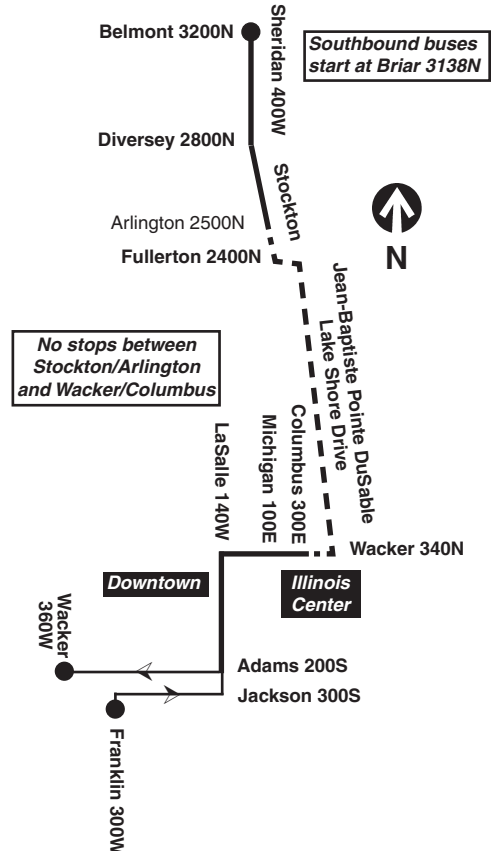 Belmont 3200N
Sheridan 400W
Southbound buses
start at Briar 3138N
Diversey 2800N
Stockton
Arlington 2500N
Fullerton 2400N
N
Jean-Baptiste Pointe DuSable
Lake Shore Drive
No stops between
Stockton/Arlington
and Wacker/Columbus
LaSalle 140W
Michigan 100E
Columbus 300E
Wacker 340N
Downtown
Illinois
Center
Wacker
360W
Adams 200S
Jackson 300S
Franklin 300W